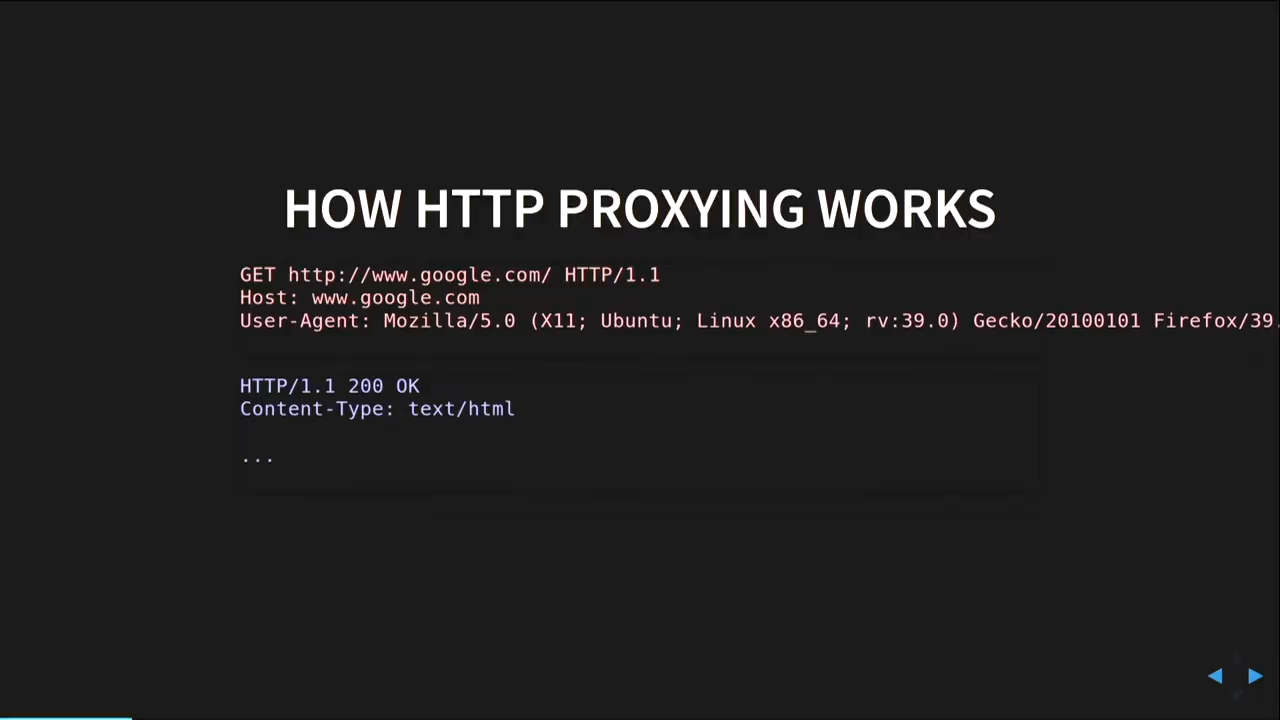 HOW HTTP PROXYING WORKS
GET http://www.google.com/ HTTP/1.1
Host: www.google.com
User-Agent: Mozilla/5.0 (X11; Ubuntu; Linux x86_64; rv:39.0) Gecko/20100101 Firefox/39.
HTTP/1.1 200 OK
Content-Type: text/html
...